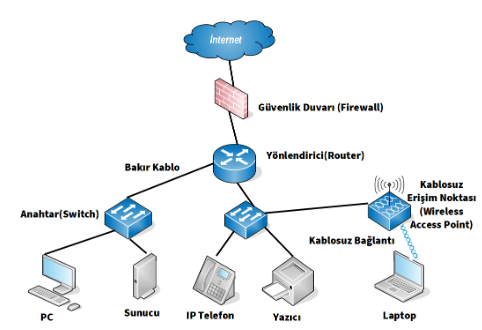 İnternet
Güvenlik Duvarı (Firewall)
Yönlendirici(Router)
Bakır Kablo
Kablosuz
Erişim Noktası
(Wireless
Access Point)
Anahtar(Switch)
Kablosuz Bağlantı
PC
Sunucu
IP Telefon
Yazıcı
Laptop